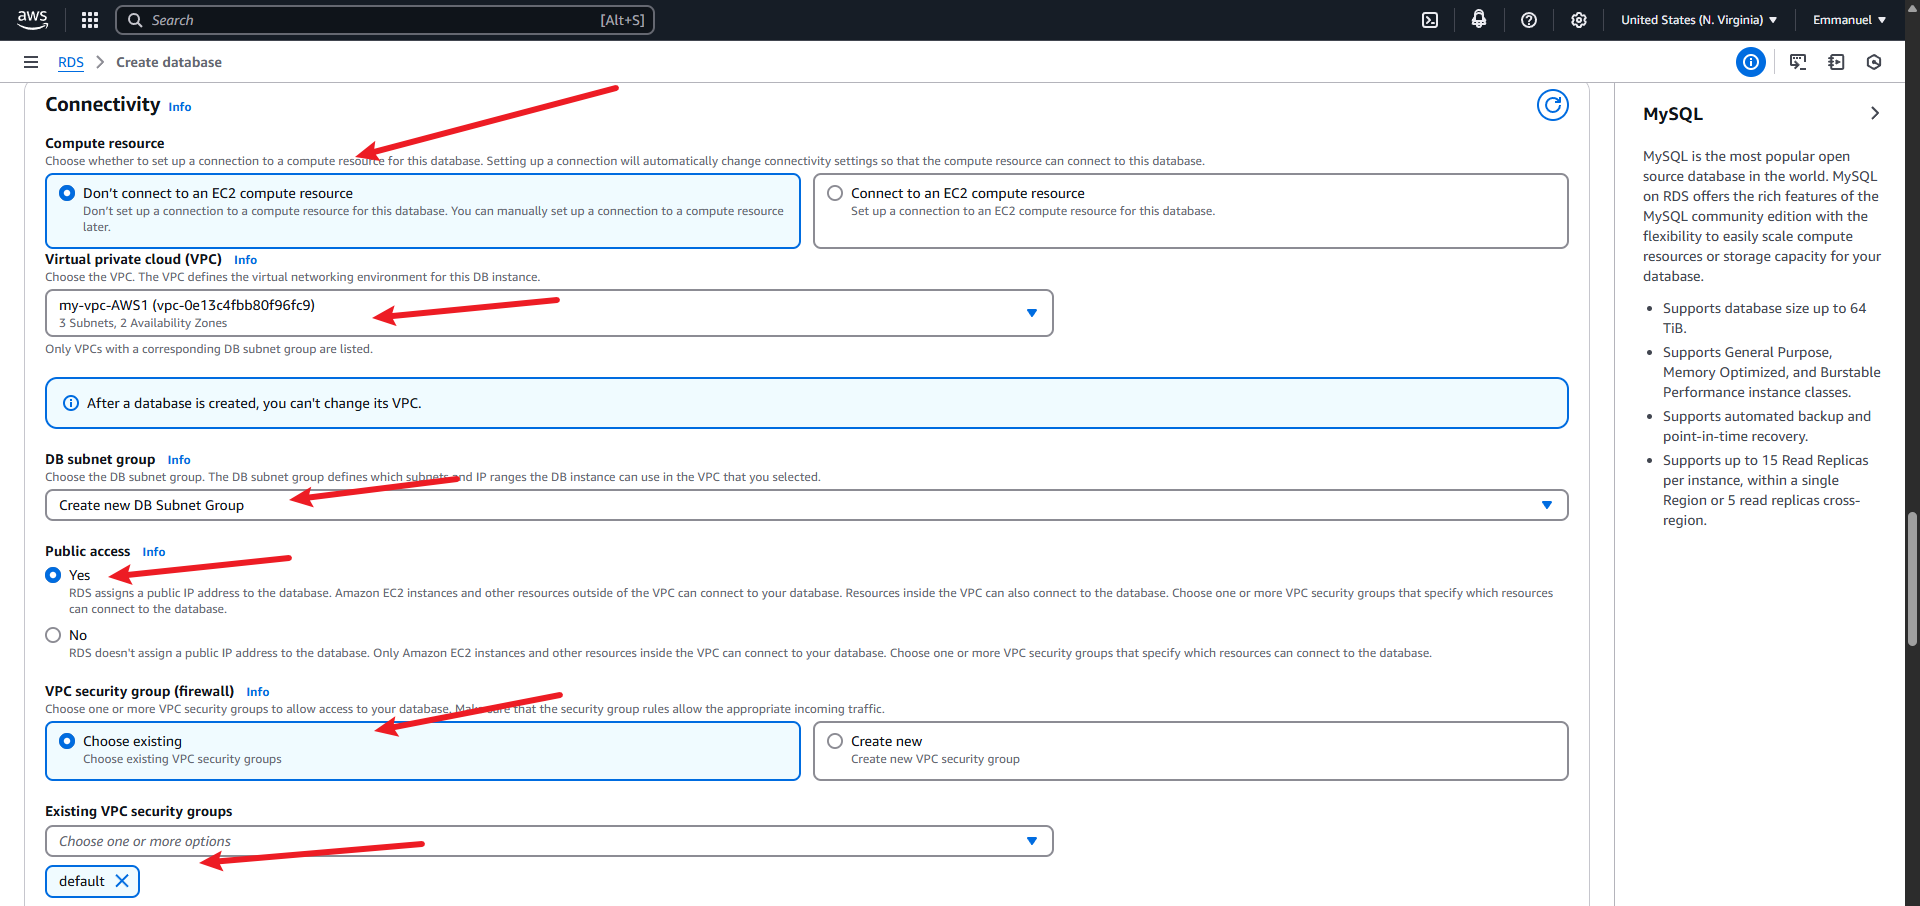 aws
Search
[Alt+S]
United States (N. Virginia)
Emmanuel
RDS
Create database
Connectivity Info
Compute resource
Choose whether to set up a connection to a compute resource for this database. Setting up a connection will automatically change connectivity settings so that the compute resource can connect to this database.
Don't connect to an EC2 compute resource
Don't set up a connection to a compute resource for this database. You can manually set up a connection to a compute resource
later.
Connect to an EC2 compute resource
Set up a connection to an EC2 compute resource for this database.
Virtual private cloud (VPC) Info
Choose the VPC. The VPC defines the virtual networking environment for this DB instance.
my-vpc-AWS1 (vpc-0e13c4fbb80f96fc9)
3 Subnets, 2 Availability Zones
Only VPCs with a corresponding DB subnet group are listed.
After a database is created, you can't change its VPC.
DB subnet group Info
Choose the DB subnet group. The DB subnet group defines which subnets and IP ranges the DB instance can use in the VPC that you selected.
Create new DB Subnet Group
Public access Info
Yes
RDS assigns a public IP address to the database. Amazon EC2 instances and other resources outside of the VPC can connect to your database. Resources inside the VPC can also connect to the database. Choose one or more VPC security groups that specify which resources
can connect to the database.
No
RDS doesn't assign a public IP address to the database. Only Amazon EC2 instances and other resources inside the VPC can connect to your database. Choose one or more VPC security groups that specify which resources can connect to the database.
VPC security group (firewall) Info
Choose one or more VPC security groups to allow access to your database. Make sure that the security group rules allow the appropriate incoming traffic.
Choose existing
Choose existing VPC security groups
Create new
Create new VPC security group
Existing VPC security groups
Choose one or more options
default
MySQL
MySQL is the most popular open
source database in the world. MySQL
on RDS offers the rich features of the
MySQL community edition with the
flexibility to easily scale compute
resources or storage capacity for your
database.
• Supports database size up to 64
TiB.
• Supports General Purpose,
Memory Optimized, and Burstable
Performance instance classes.
• Supports automated backup and
point-in-time recovery.
• Supports up to 15 Read Replicas
per instance, within a single
Region or 5 read replicas cross-
region.